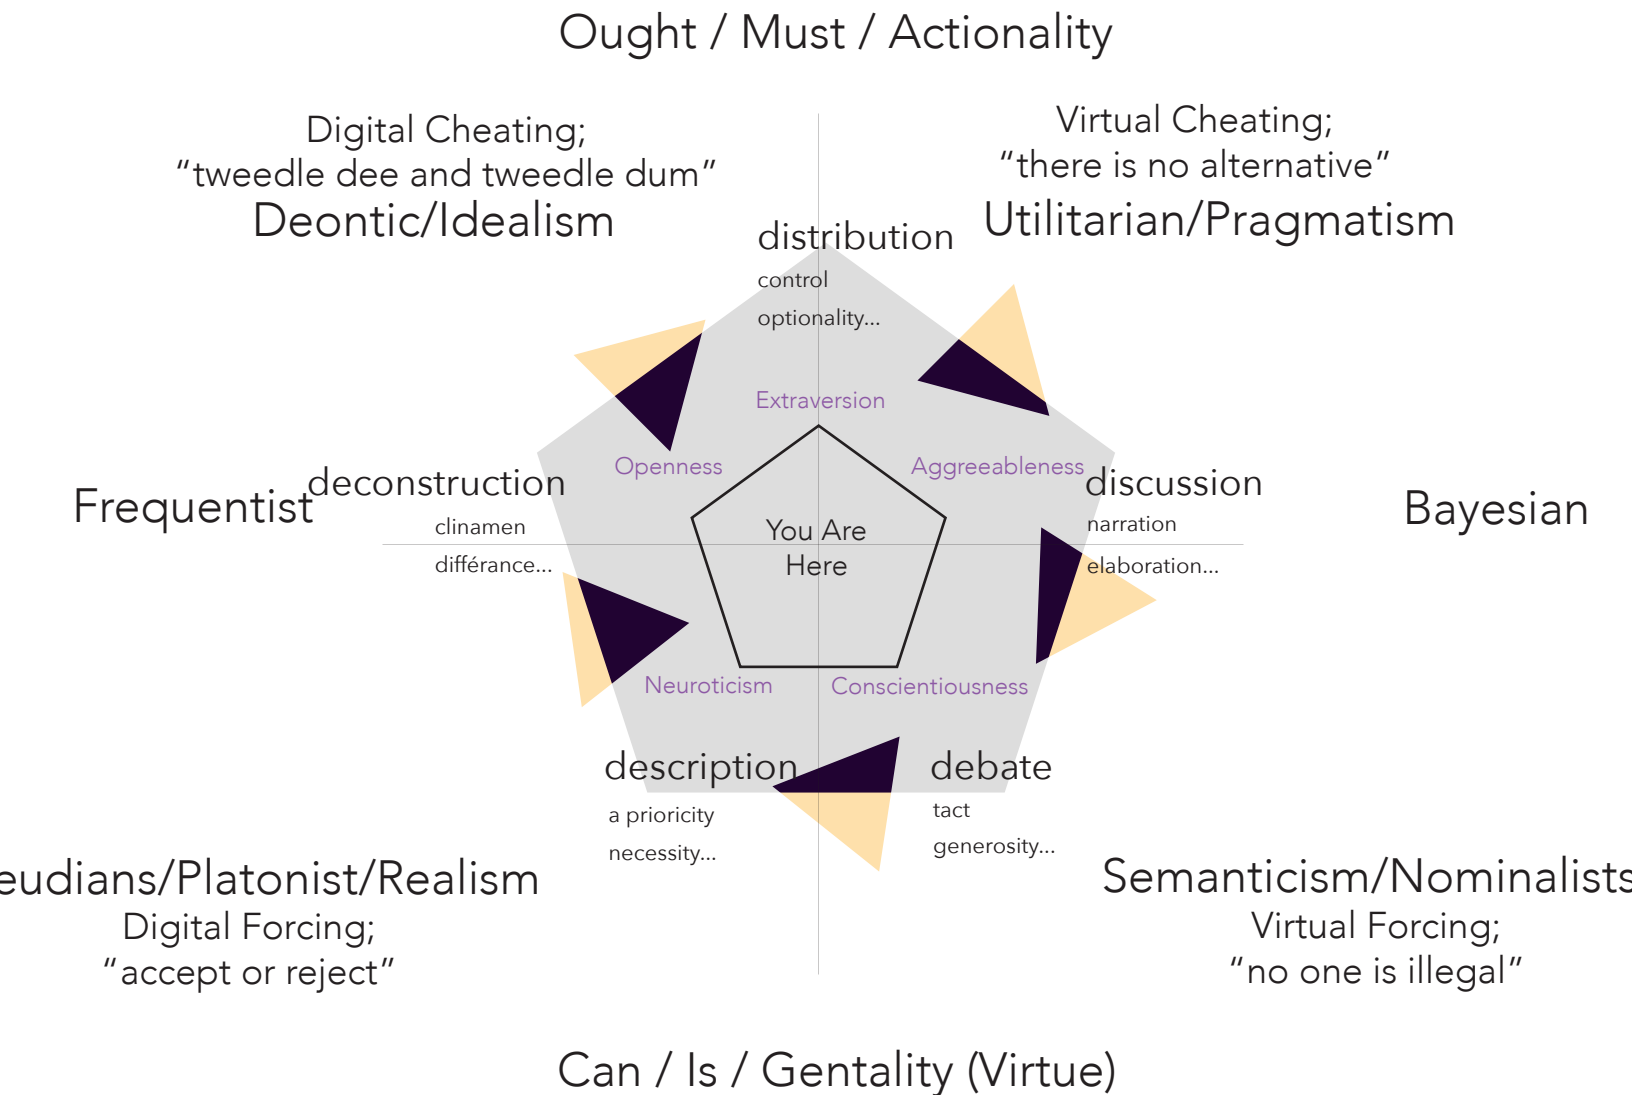 Ought / Must / Actionality
Digital Cheating;
“tweedle dee and tweedle dum”
Deontic/Idealism
Virtual Cheating;
“there is no alternative”
Utilitarian/Pragmatism
distribution
control
optionality...
Extraversion
Openness
Aggreeableness
Frequentist
deconstruction
clinamen
différance...
discussion
narration
elaboration...
Bayesian
You Are
Here
Neuroticism
Conscientiousness
description
a prioricity
necessity...
debate
tact
generosity...
eudians/Platonist/Realism
Digital Forcing;
“accept or reject”
Semanticism/Nominalists
Virtual Forcing;
“no one is illegal”
Can / Is / Gentality (Virtue)